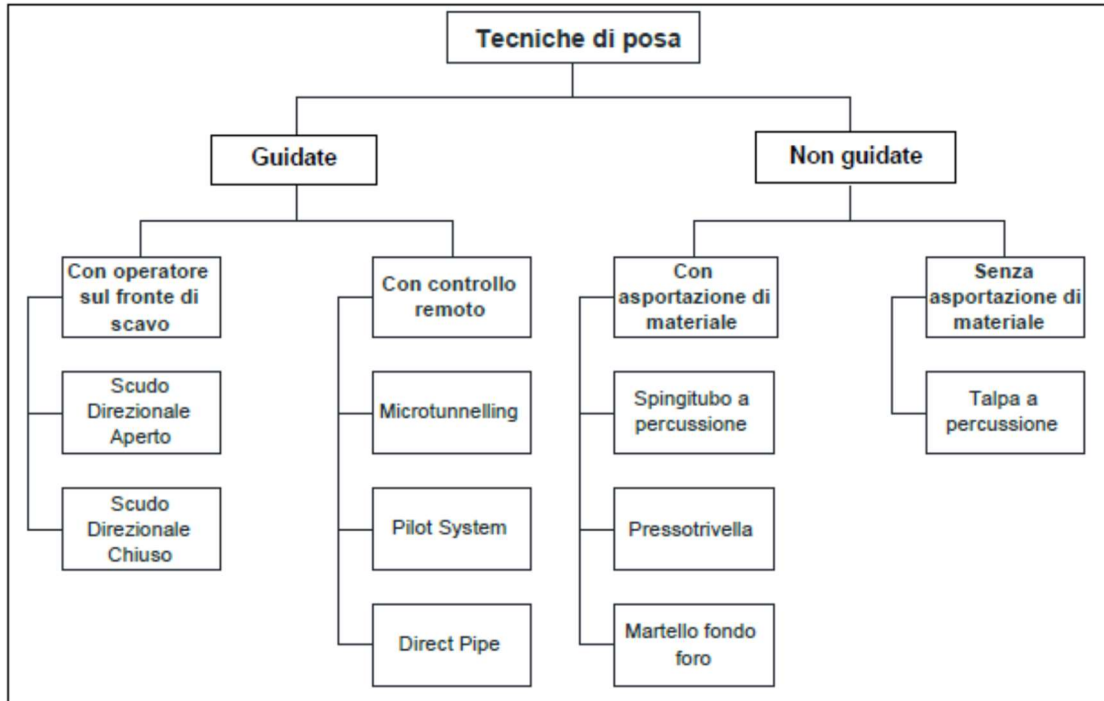 Tecniche di posa
Guidate
Non guidate
Con operatore
sul fronte di
scavo
Con controllo
remoto
Con
asportazione di
materiale
Senza
asportazione di
materiale
Scudo
Direzionale
Aperto
Microtunnelling
Spingitubo a
percussione
Talpa a
percussione
Scudo
Direzionale
Chiuso
Pilot System
Pressotrivella
Direct Pipe
Martello fondo
foro